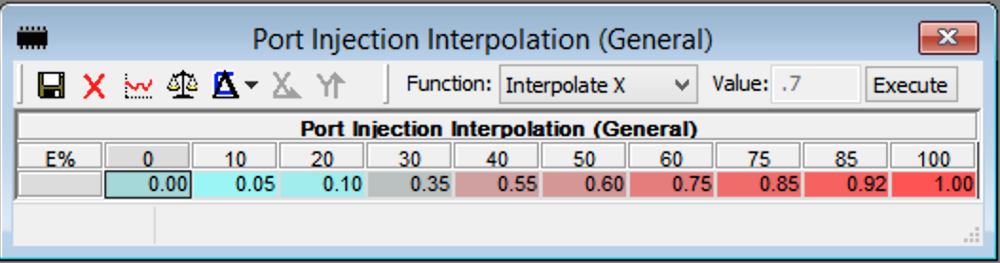 Port Injection Interpolation (General)
Function: Interpolate X Value: .7 Execute
Port Injection Interpolation (General)
E% 0 10 20 30 40 50 60 75 85 100
0.00 0.05 0.10 0.35 0.55 0.60 0.75 0.85 0.92 1.00